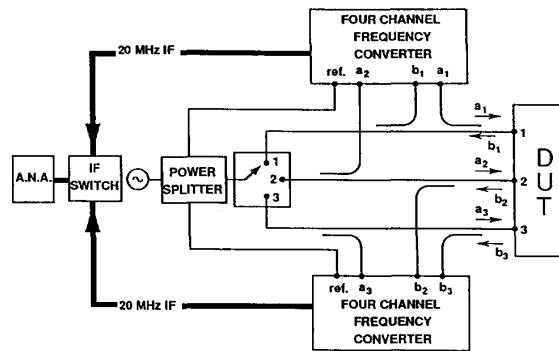 FOUR CHANNEL
FREQUENCY
CONVERTER
20 MHz IF
ref. a2 b1 a1
a1
1
b1
A.N.A.
IF
SWITCH
POWER
SPLITTER
1
2
3
a2
2
b2
a3
3
b3
DUT
ref. a3 b2 b3
20 MHz IF
FOUR CHANNEL
FREQUENCY
CONVERTER